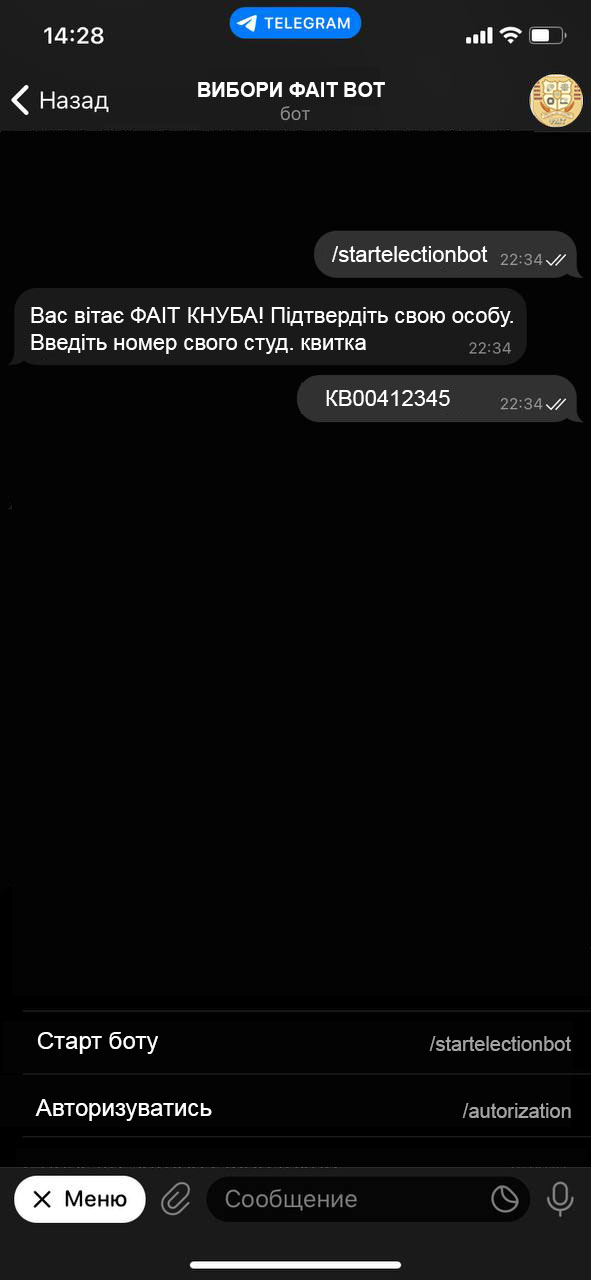 14:28
TELEGRAM
Назад
ВИБОРИ ФАІТ BOT
бот
/startelectionbot 22:34
Вас вітає ФАІТ КНУБА! Підтвердіть свою особу.
Введіть номер свого студ. квитка 22:34
КВ00412345 22:34
Старт боту /startelectionbot
Авторизуватись /autorization
Меню Сообщение